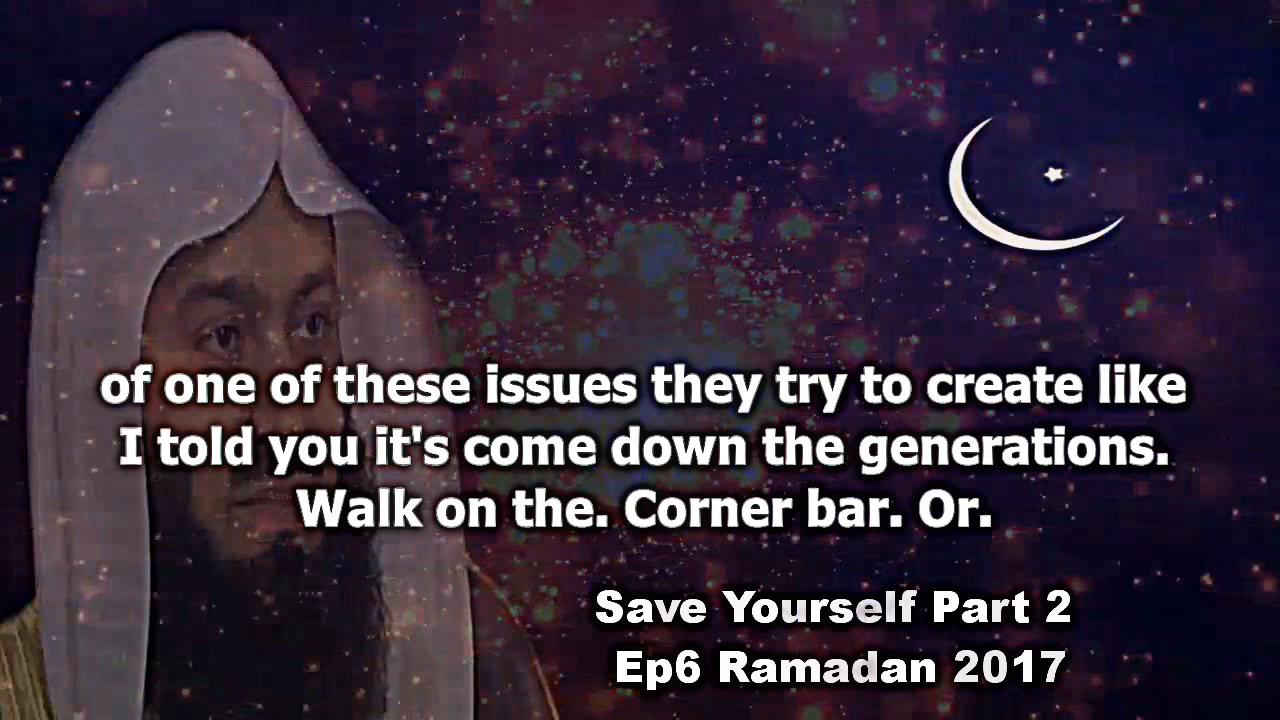 of one of these issues they try to create like
I told you it's come down the generations.
Walk on the. Corner bar. Or.
Save Yourself Part 2
Ep6 Ramadan 2017